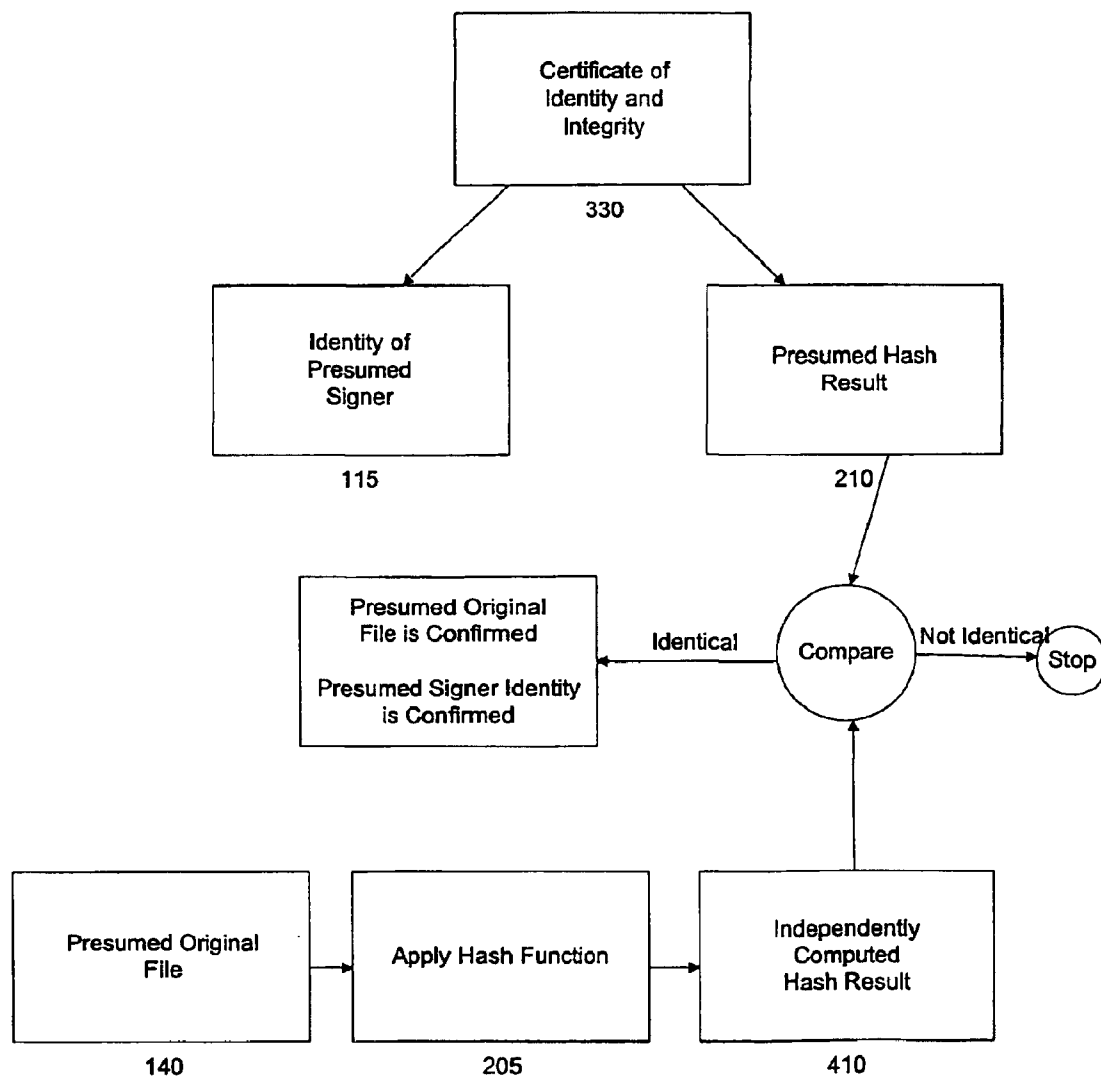 Certificate of
Identity and
Integrity
330
Identity of
Presumed
Signer
115
Presumed Hash
Result
210
Presumed Original
File is Confirmed
Presumed Signer Identity
is Confirmed
Identical
Compare
Not Identical
Stop
Presumed Original
File
140
Apply Hash Function
205
Independently
Computed
Hash Result
410